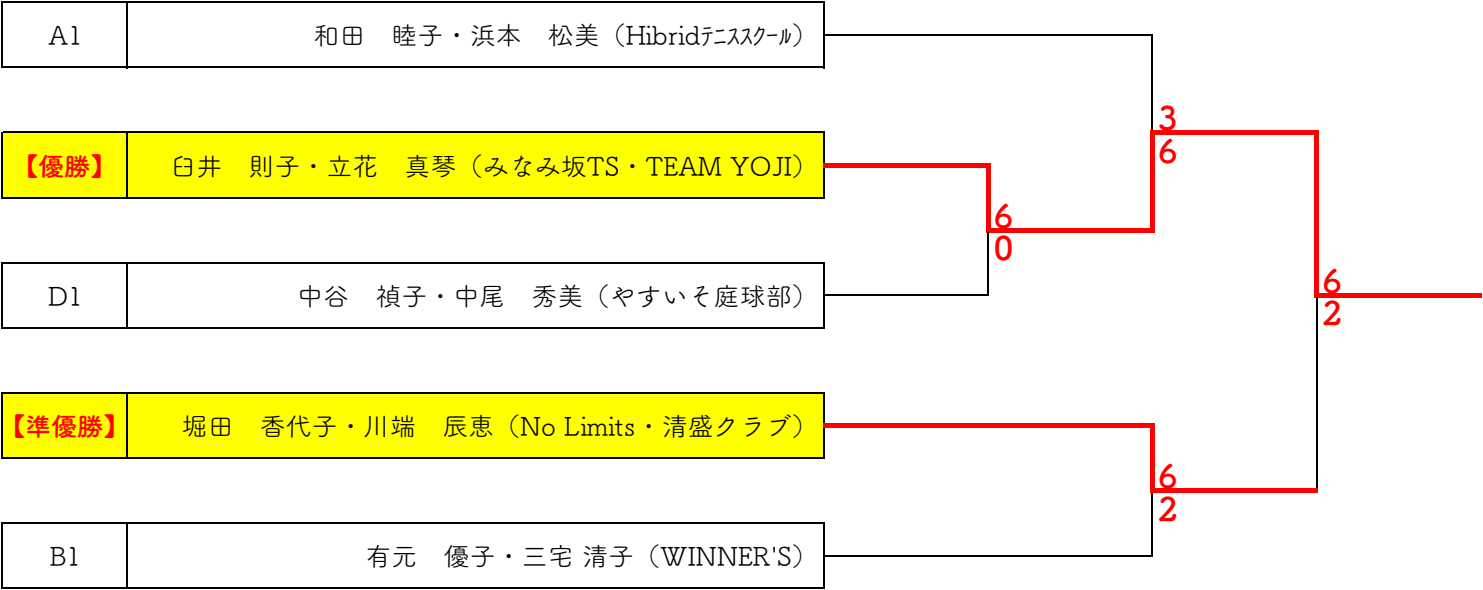 A1 和田　睦子・浜本　松美（Hibridﾃﾆｽｽｸｰﾙ）
3
【優勝】 臼井　則子・立花　真琴（みなみ坂TS・TEAM YOJI）
6
6
0
D1 中谷　禎子・中尾　秀美（やすいそ庭球部）
6
2
【準優勝】 堀田　香代子・川端　辰恵（No Limits・清盛クラブ）
6
2
B1 有元　優子・三宅 清子（WINNER'S）